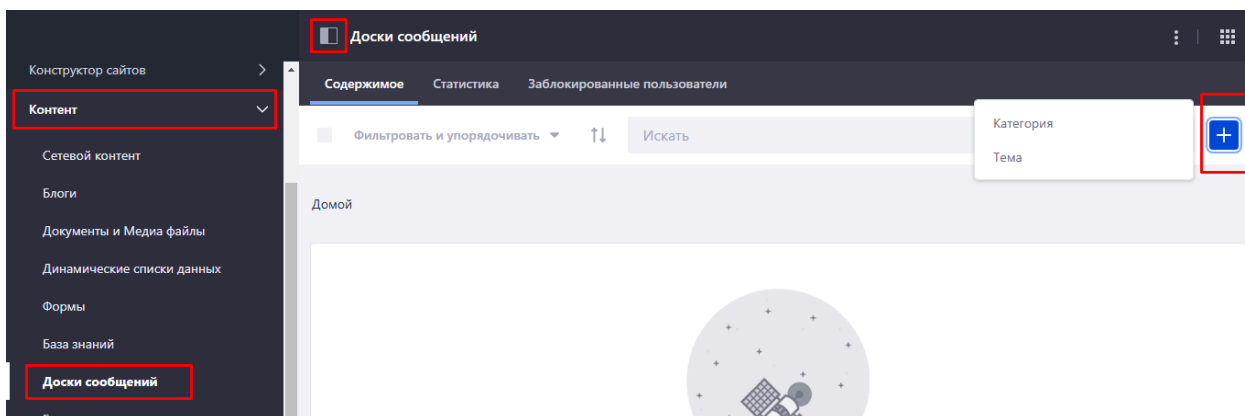 Доски сообщений
Конструктор сайтов
Контент
Сетевой контент
Блоги
Документы и Медиа файлы
Динамические списки данных
Формы
База знаний
Доски сообщений
Содержимое Статистика Заблокированные пользователи
Фильтровать и упорядочивать Искать
Категория
Тема
Домой